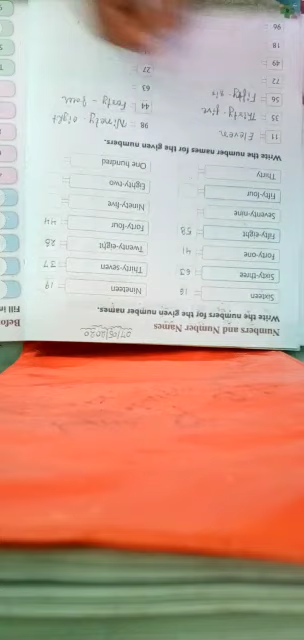 Numbers and Number Names
07/05/2020
Write the numbers for the given number names.
Sixteen = 16 Nineteen = 19
Sixty-three = 63 Thirty-seven = 37
Forty-one = 41 Twenty-eight = 28
Fifty-eight = 58 Forty-four = 44
Seventy-nine = Ninety-five =
Fifty-four = Eighty-two =
Thirty = One hundred =
Write the number names for the given numbers.
11 = Eleven 98 = Ninety-eight
35 = Thirty-five 44 = Forty-four
56 = Fifty-six 63 =
72 = 27 =
49 =
18 =
96 =
Befo
Fill in